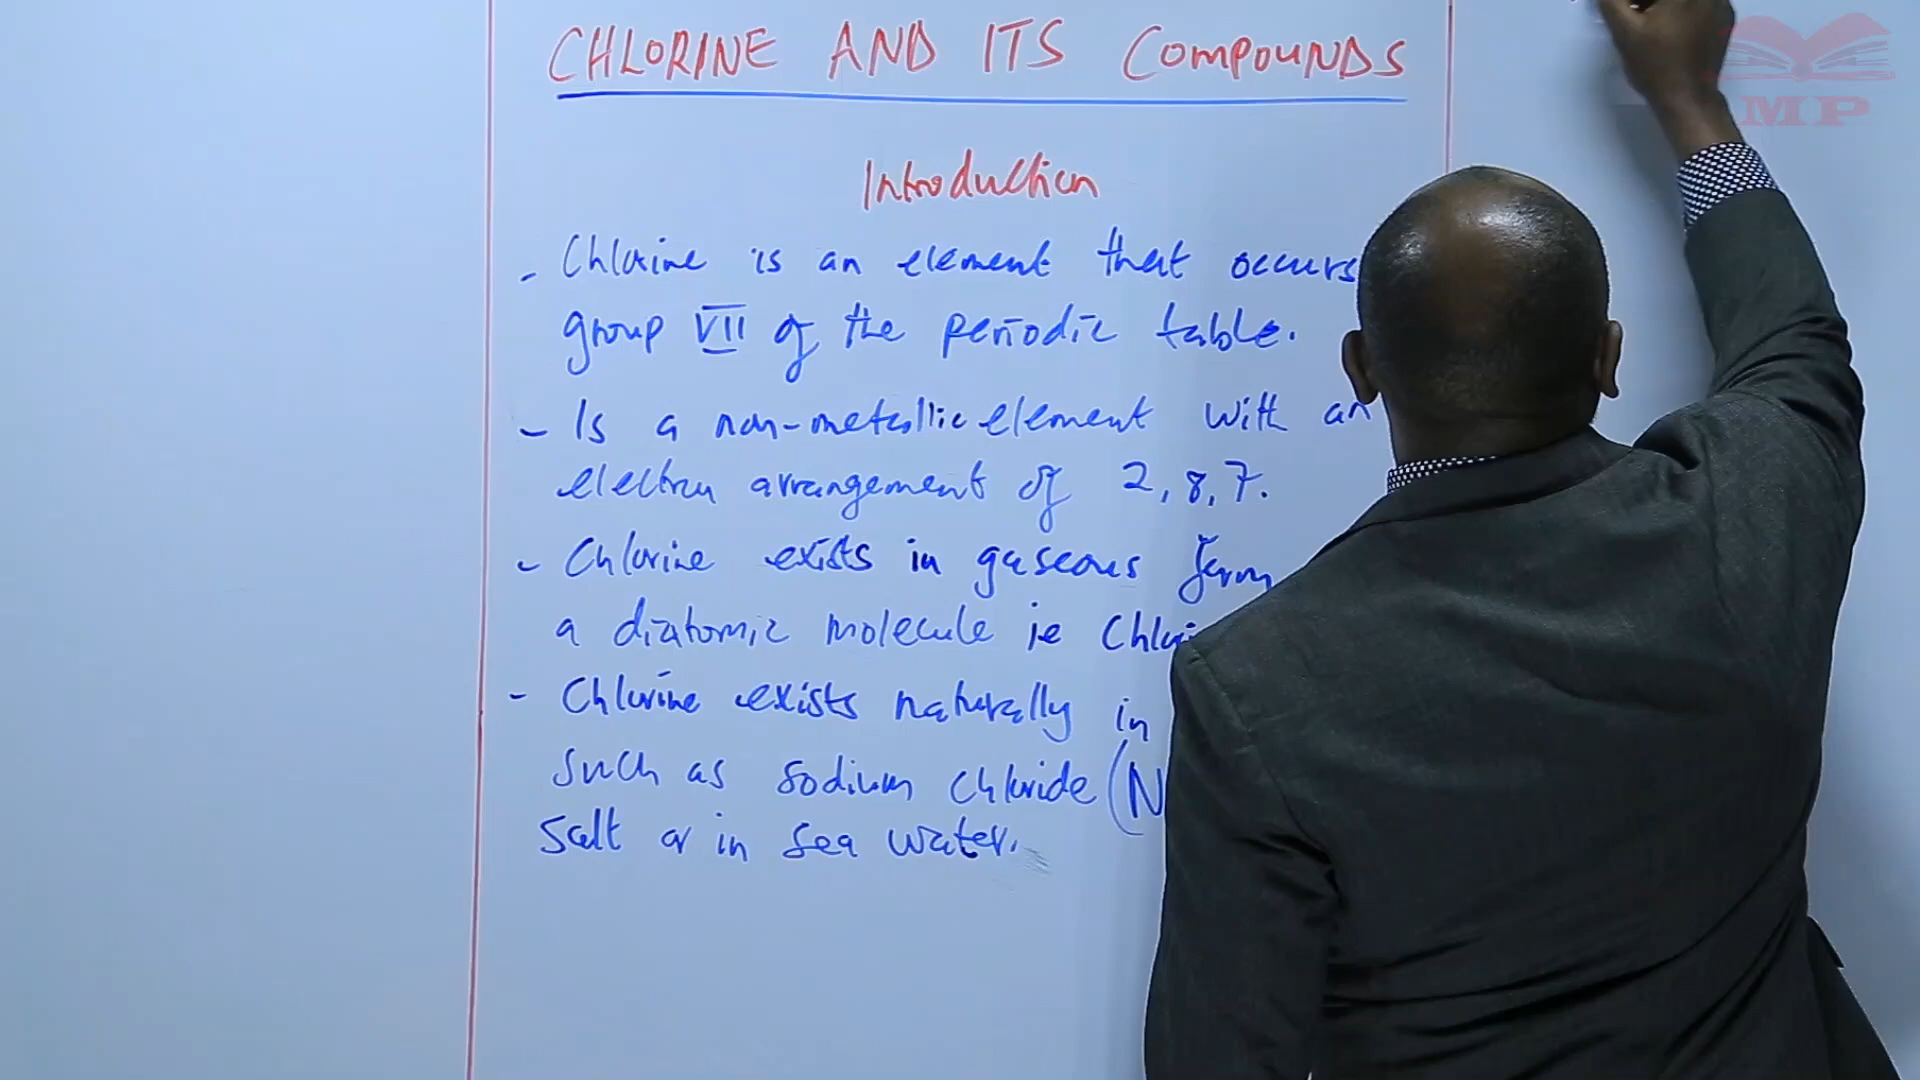 CHLORINE AND ITS COMPOUNDS
Introduction
- Chlorine is an element that occurs
group VII of the periodic table.
- Is a non-metallic element with an
electron arrangement of 2,8,7.
- Chlorine exists in gaseous form
a diatomic molecule ie
- Chlorine exists naturally in
such as sodium chloride (N
salt or in sea water.
MP